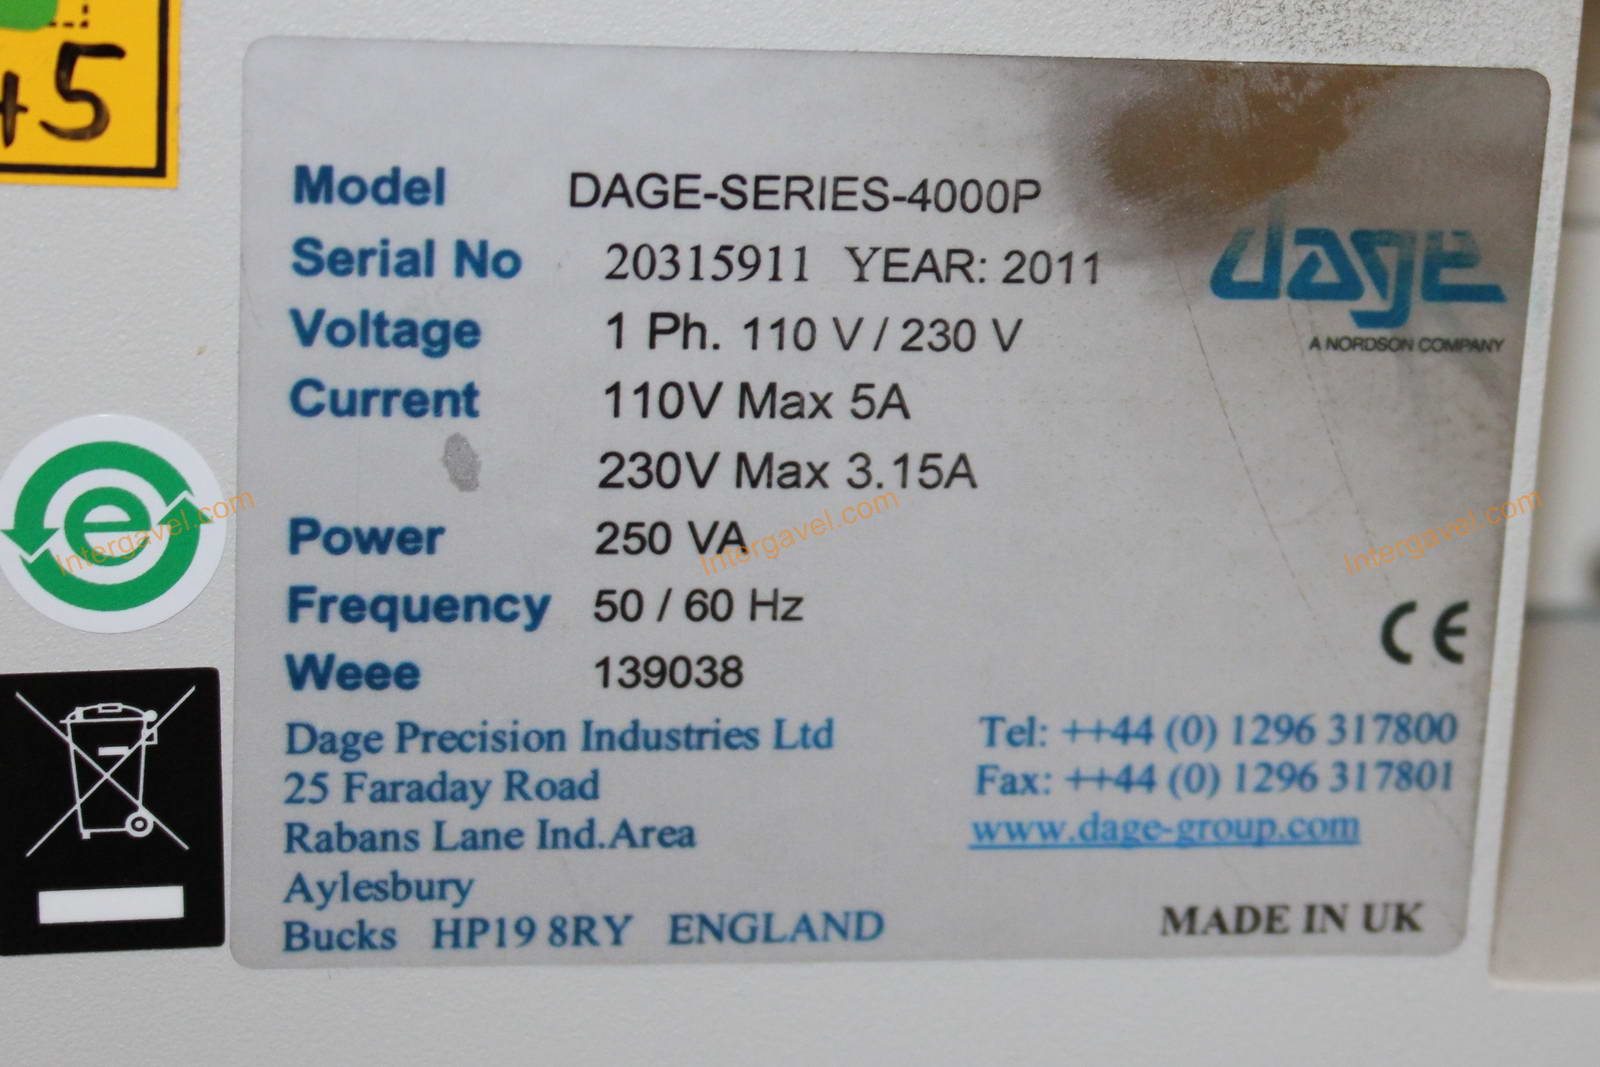 45
Model DAGE-SERIES-4000P
Serial No 20315911 YEAR: 2011
Voltage 1 Ph. 110 V / 230 V
Current 110V Max 5A
230V Max 3.15A
Power 250 VA
Frequency 50 / 60 Hz
Weee 139038
dage
A NORDSON COMPANY
CE
e
Dage Precision Industries Ltd
25 Faraday Road
Rabans Lane Ind.Area
Aylesbury
Bucks HP19 8RY ENGLAND
Tel: ++44 (0) 1296 317800
Fax: ++44 (0) 1296 317801
www.dage-group.com
MADE IN UK
Intergavel.com
Intergavel.com
Intergavel.com